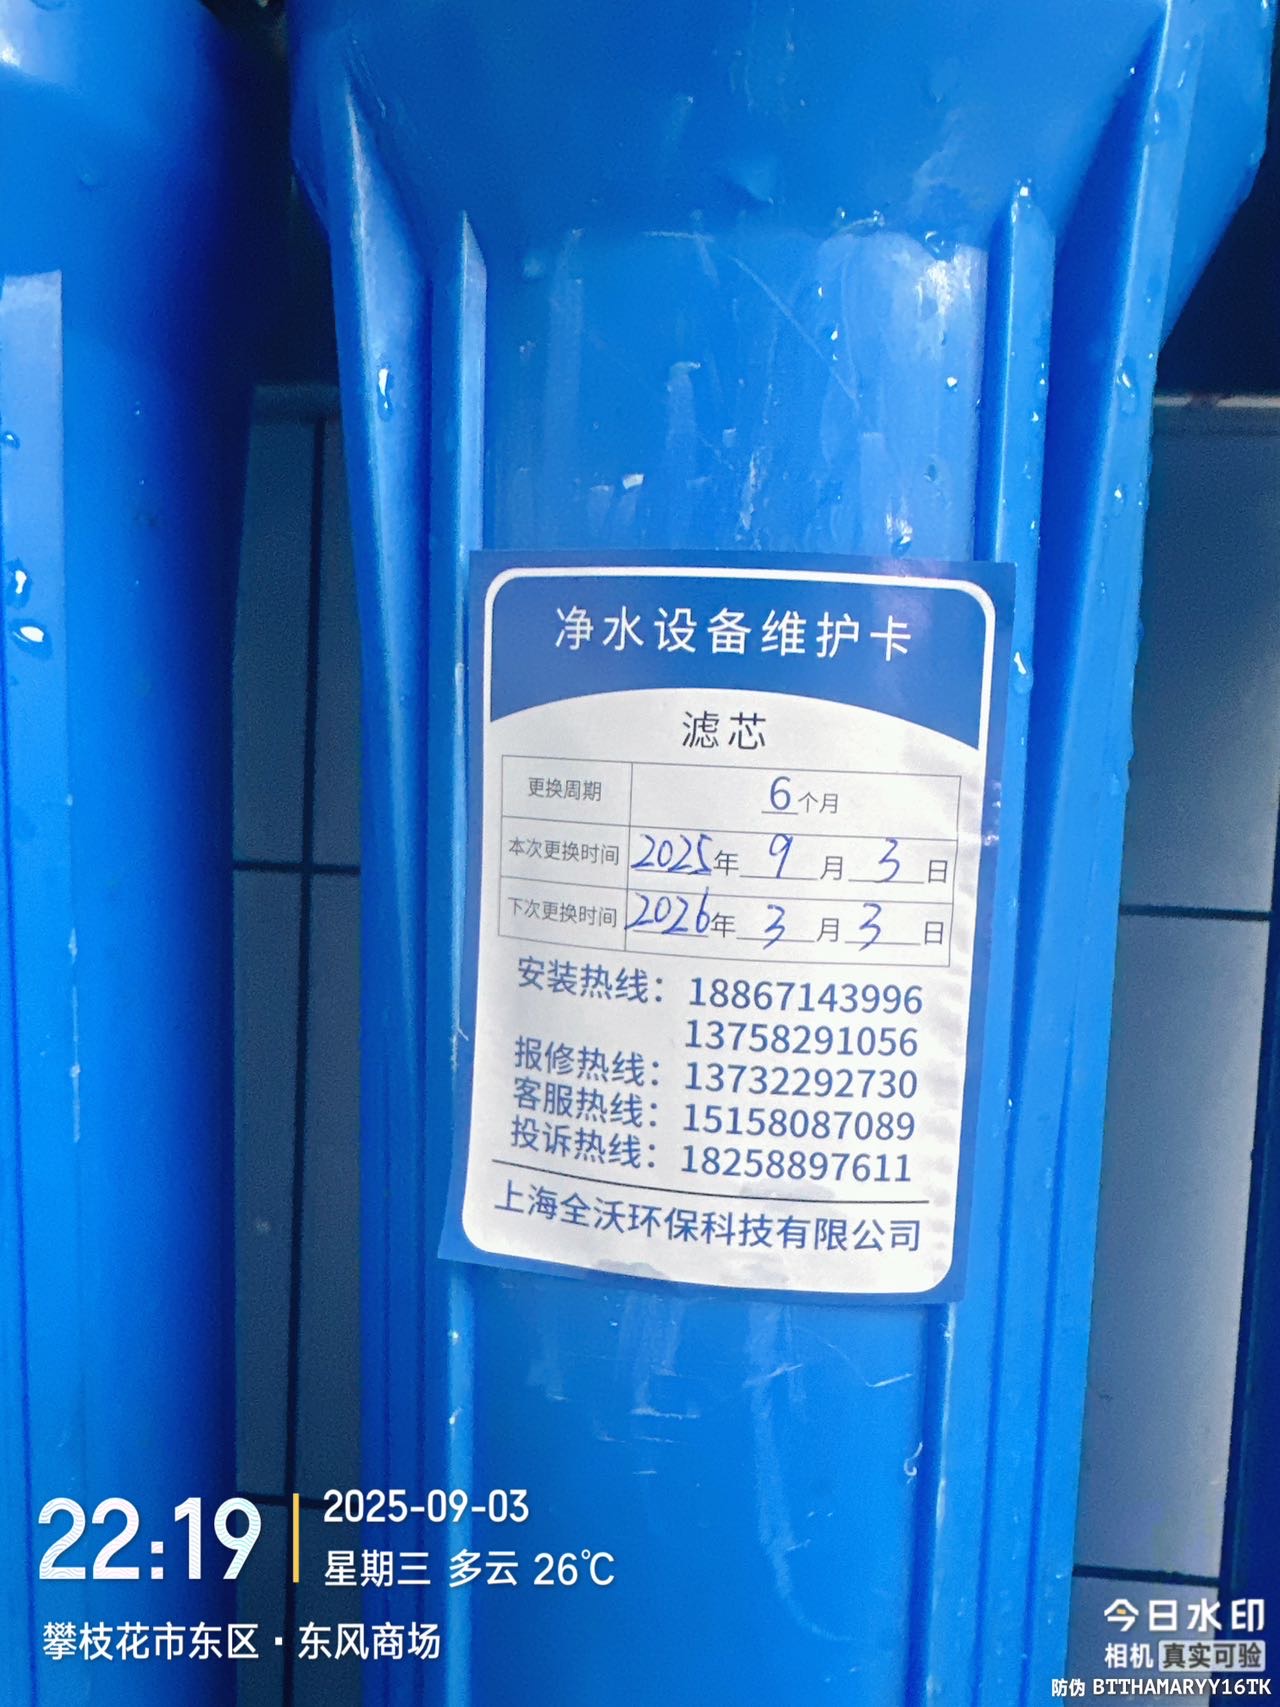 净水设备维护卡
滤芯
更换周期 6个月
本次更换时间 2025年9月3日
下次更换时间 2026年3月3日
安装热线：18867143996
13758291056
报修热线：13732292730
客服热线：15158087089
投诉热线：18258897611
上海全沃环保科技有限公司
22:19
2025-09-03
星期三 多云 26℃
攀枝花市东区·东风商场
今日水印
相机 真实可验
防伪 BTTHAMARYY16TK